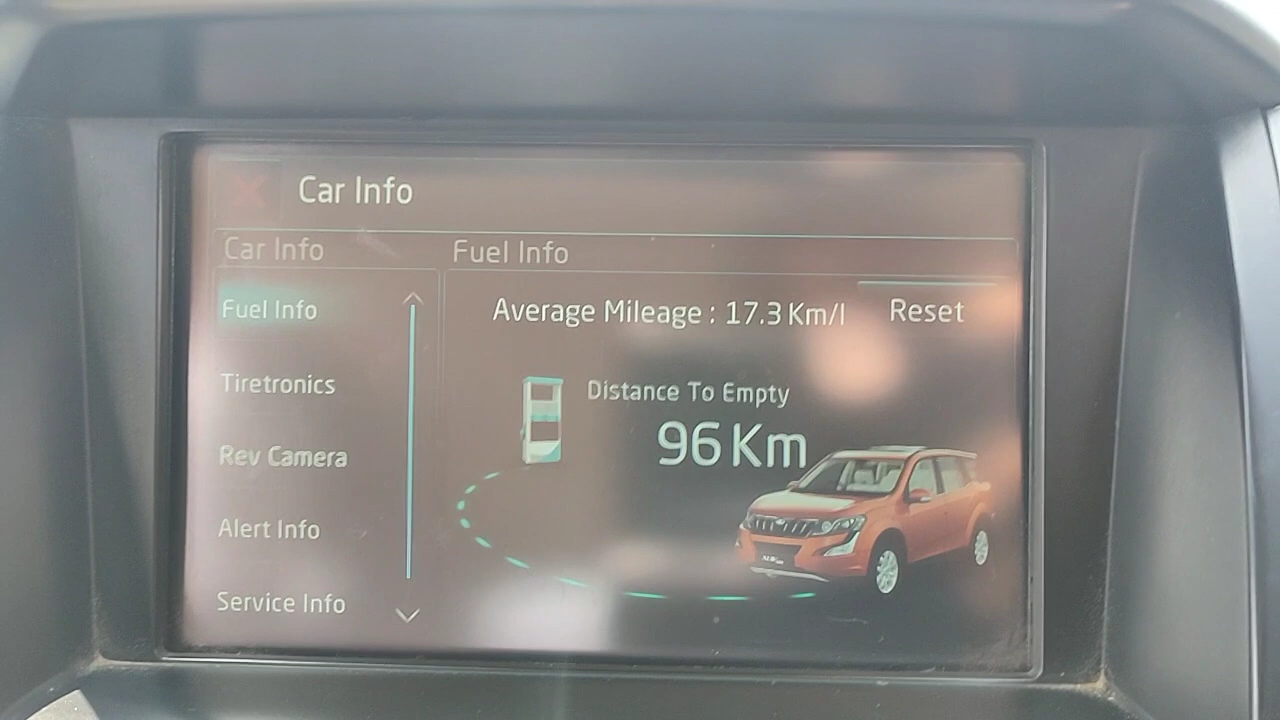 Car Info
Car Info
Fuel Info
Fuel Info
Average Mileage : 17.3 Km/l
Reset
Tiretronics
Distance To Empty
96 Km
Rev Camera
Alert Info
Service Info